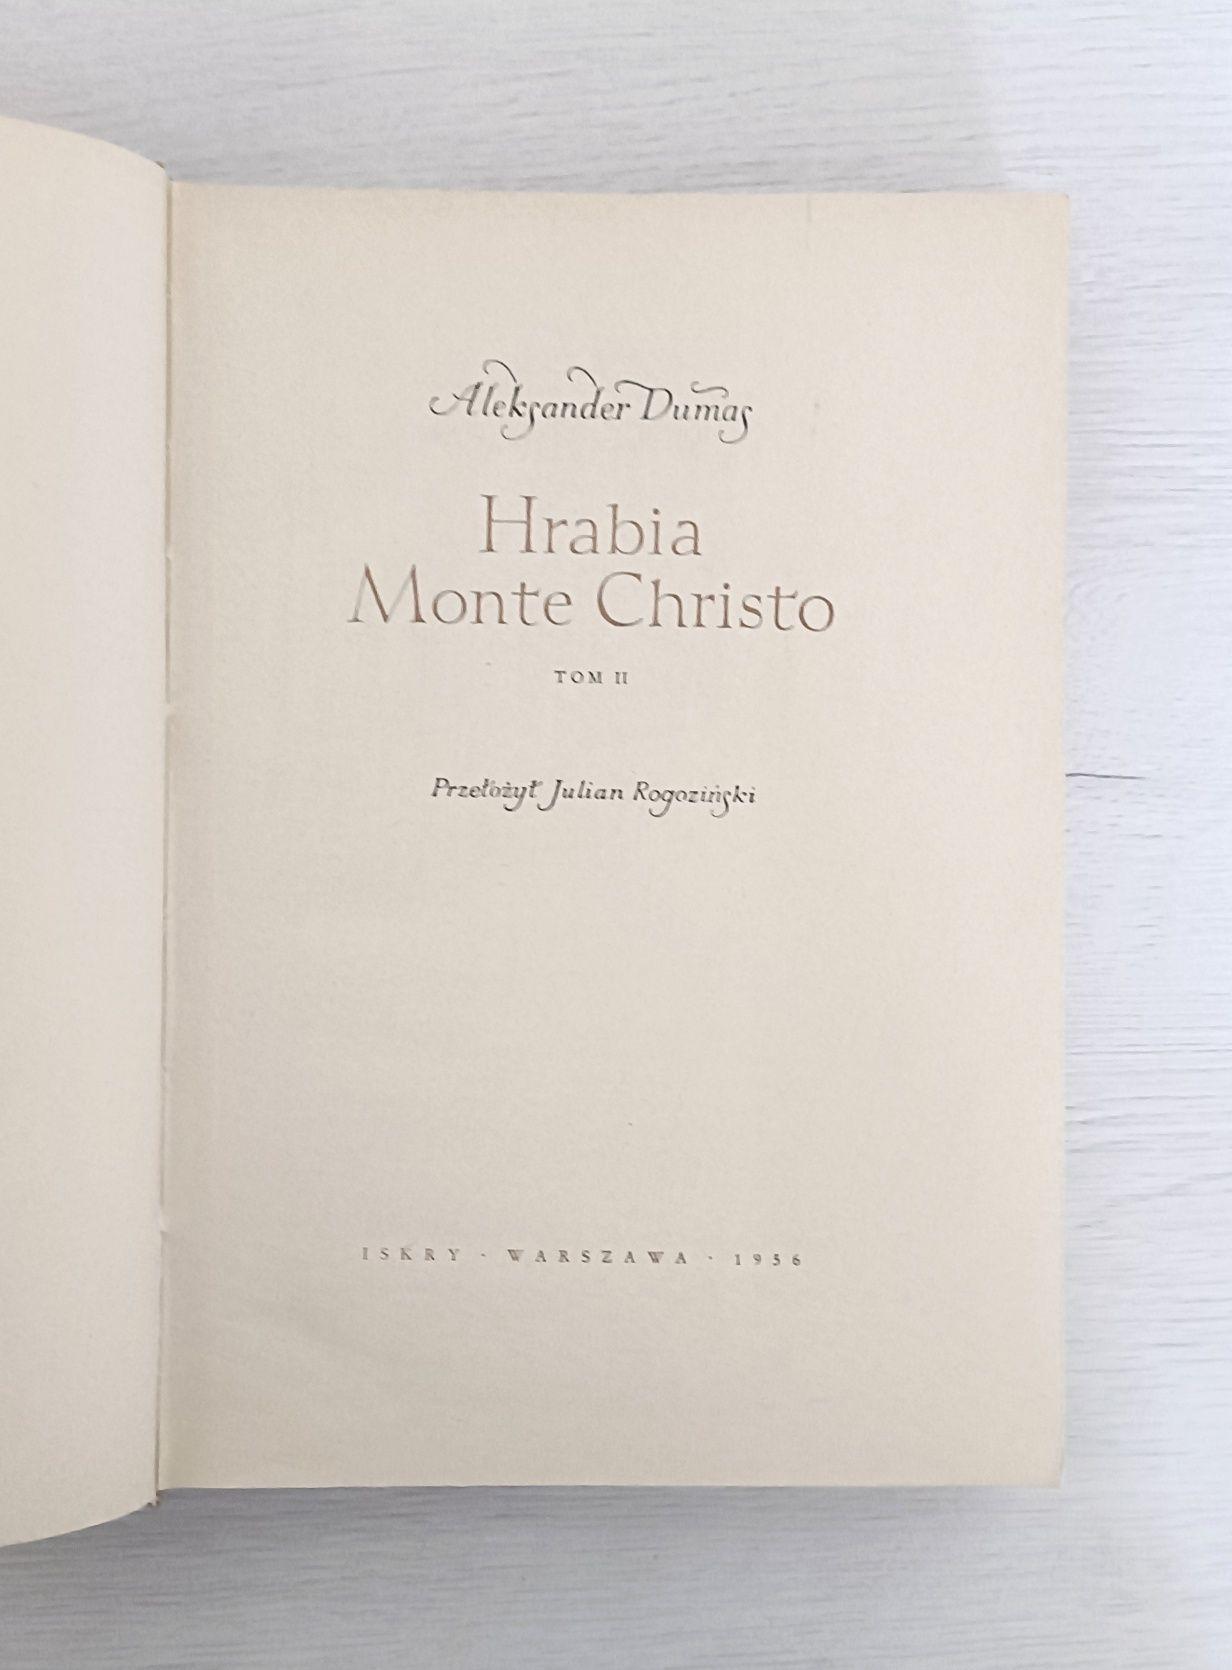 Aleksander Dumas
Hrabia
Monte Christo
TOM II
Przełożył Julian Rogoziński
ISKRY · WARSZAWA · 1956